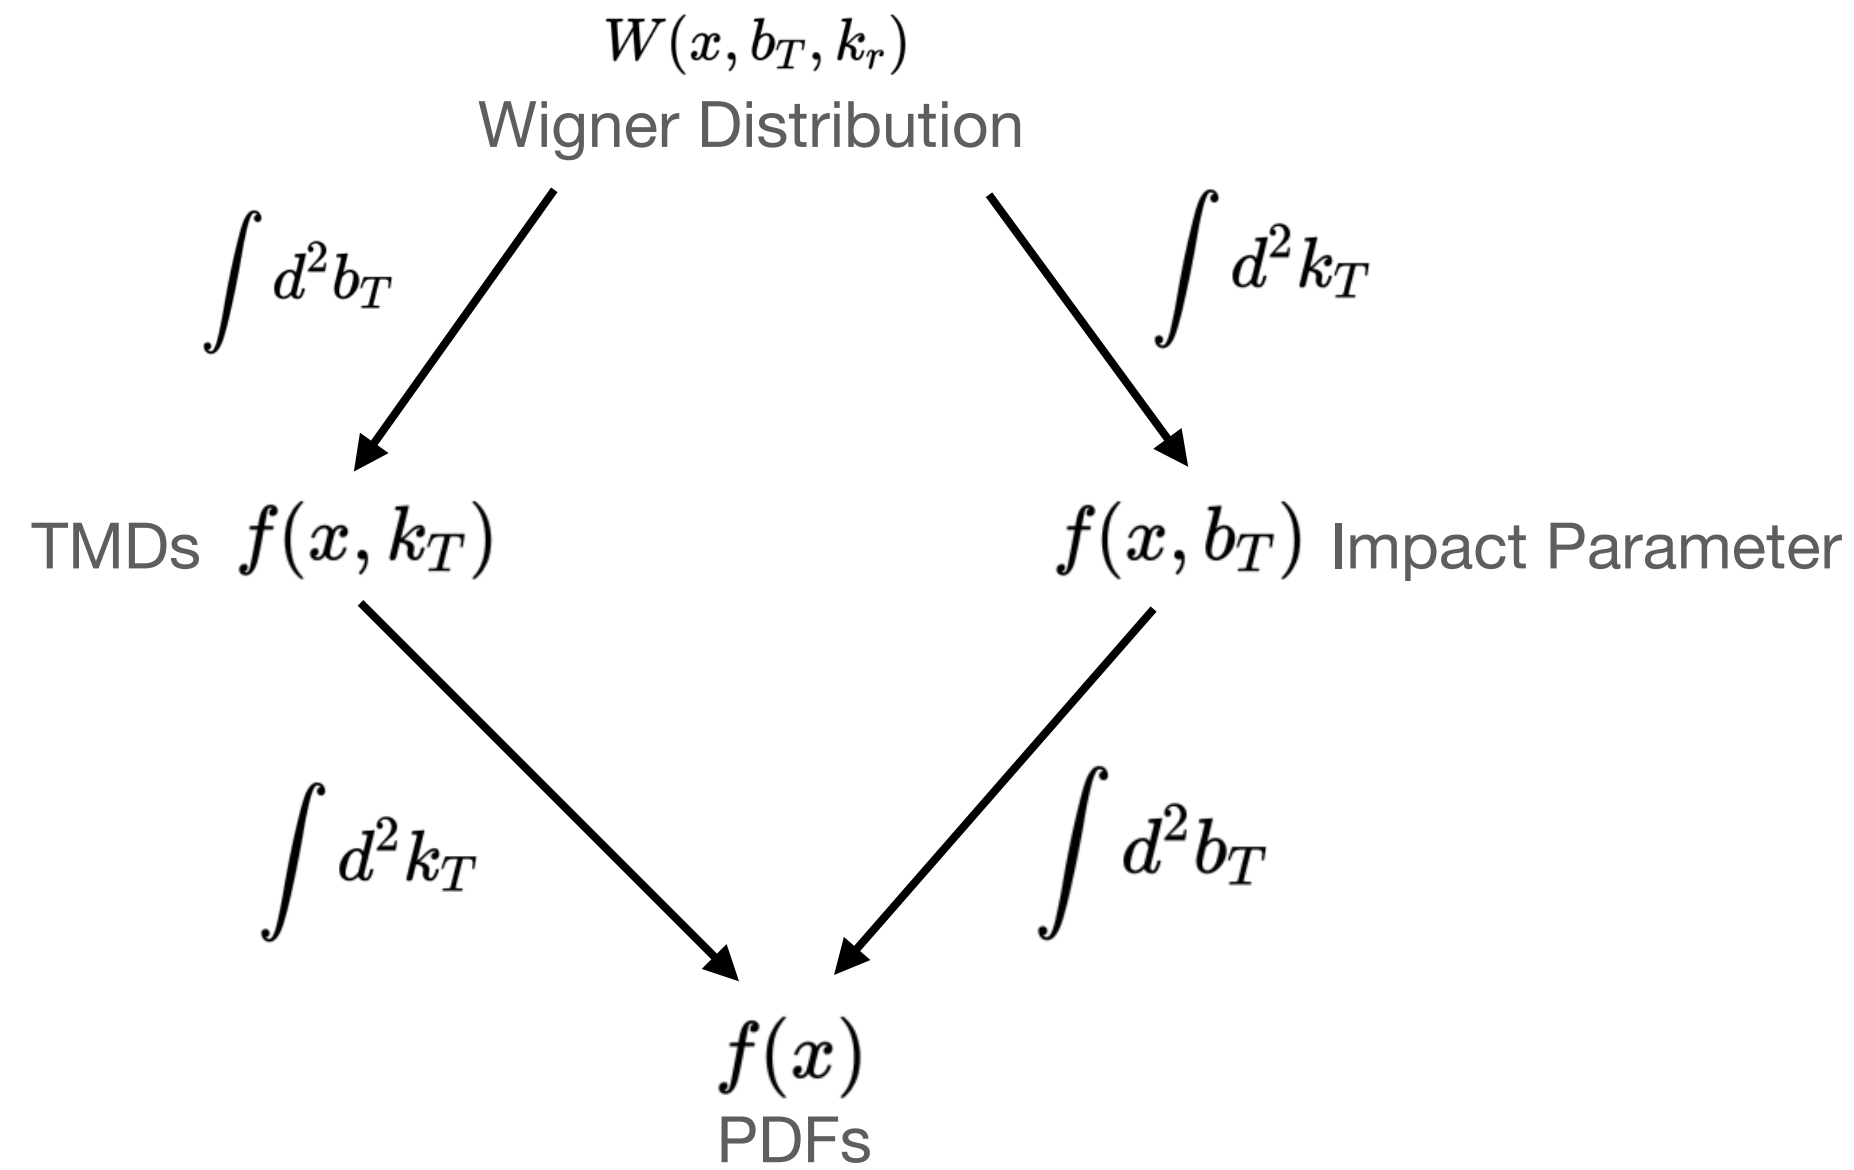 W(x, b_T, k_r)
Wigner Distribution
∫ d²b_T
∫ d²k_T
TMDs f(x, k_T)
f(x, b_T) Impact Parameter
∫ d²k_T
∫ d²b_T
f(x)
PDFs